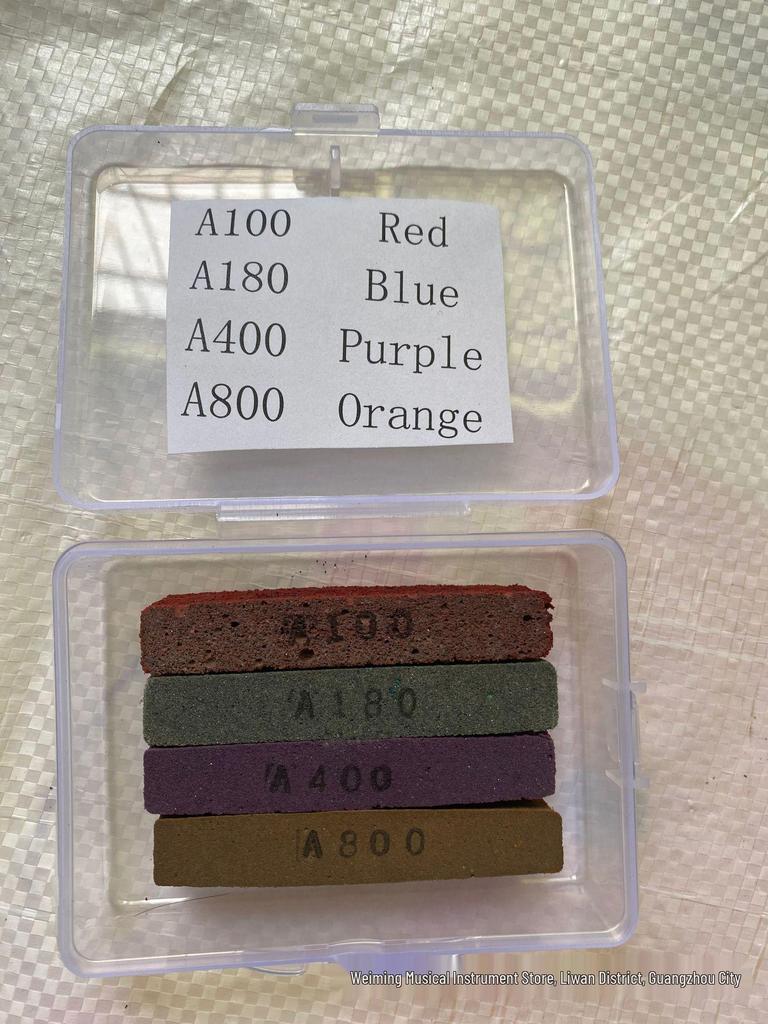 A100 Red
A180 Blue
A400 Purple
A800 Orange
A100
A180
A400
A800
Weiming Musical Instrument Store, Liwan District, Guangzhou City